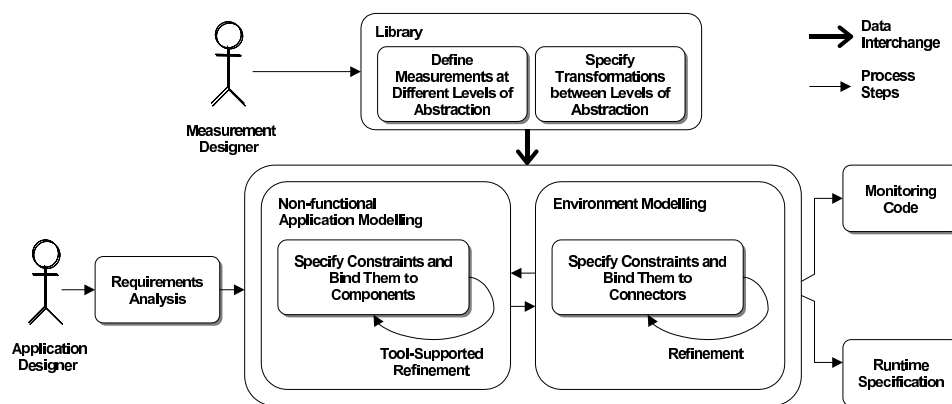 Library
Define
Measurements at
Different Levels of
Abstraction
Specify
Transformations
between Levels of
Abstraction
Data
Interchange
Process
Steps
Measurement
Designer
Non-functional
Application Modelling
Specify Constraints and
Bind Them to
Components
Tool-Supported
Refinement
Environment Modelling
Specify Constraints and
Bind Them to
Connectors
Refinement
Monitoring
Code
Requirements
Analysis
Application
Designer
Runtime
Specification